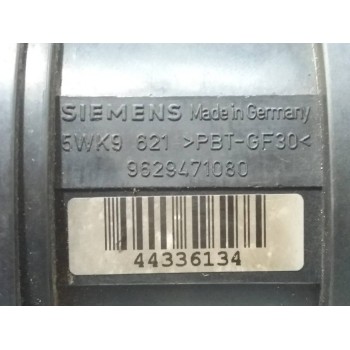 SIEMENS Made in Germany
5WK9 621 >PBT-GF30<
9629471080
44336134